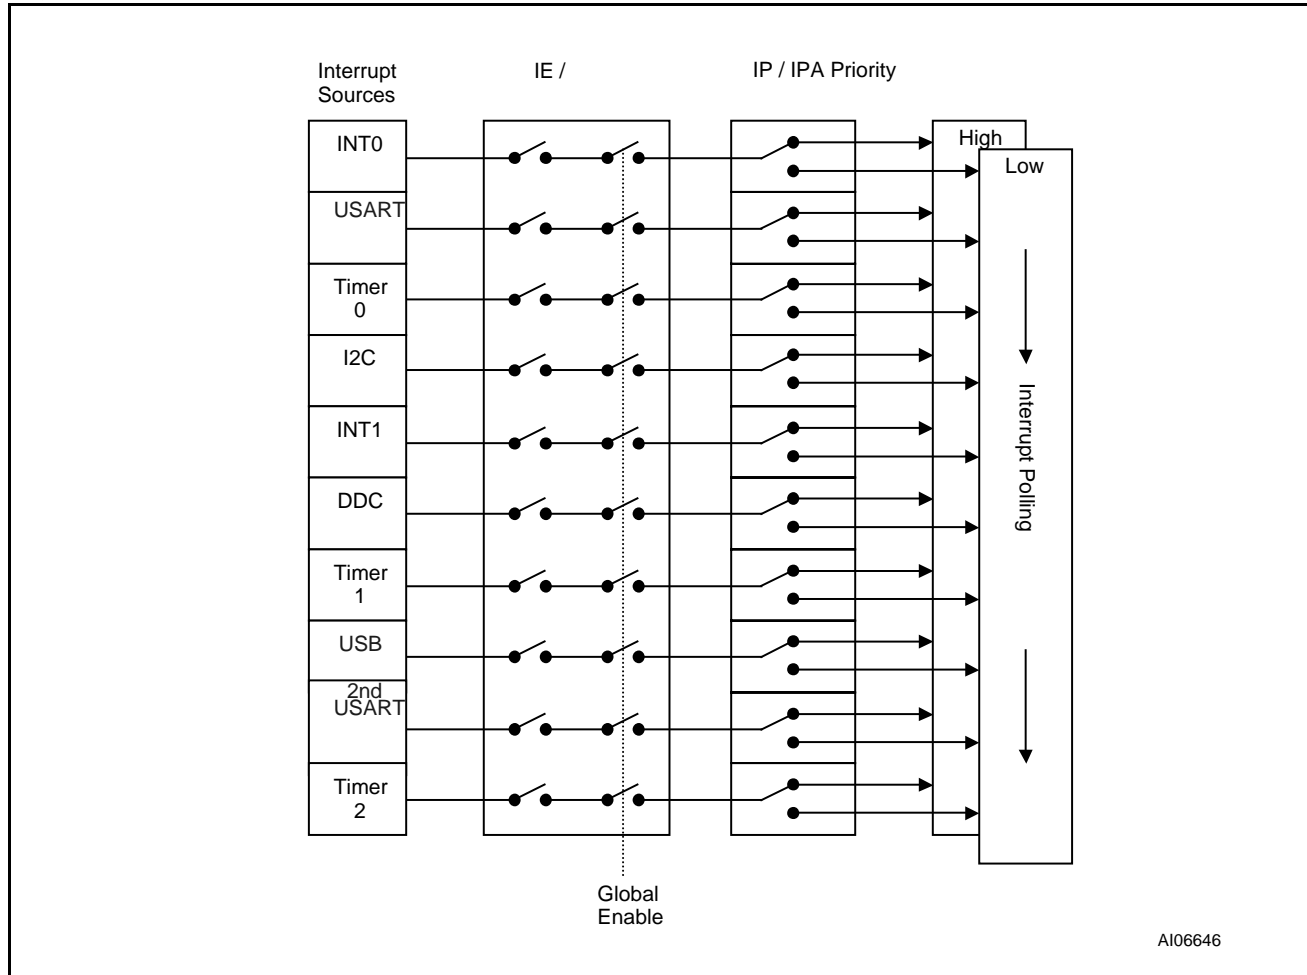 Interrupt
Sources
IE /
IP / IPA Priority
INT0
High
Low
USART
Timer
0
I2C
INT1
Interrupt Polling
DDC
Timer
1
USB
2nd
USART
Timer
2
Global
Enable
AI06646